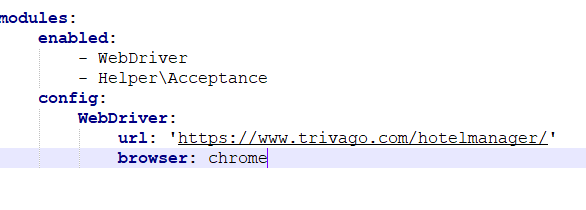 modules:
enabled:
- WebDriver
- Helper\Acceptance
config:
WebDriver:
url: 'https://www.trivago.com/hotelmanager/'
browser: chrome